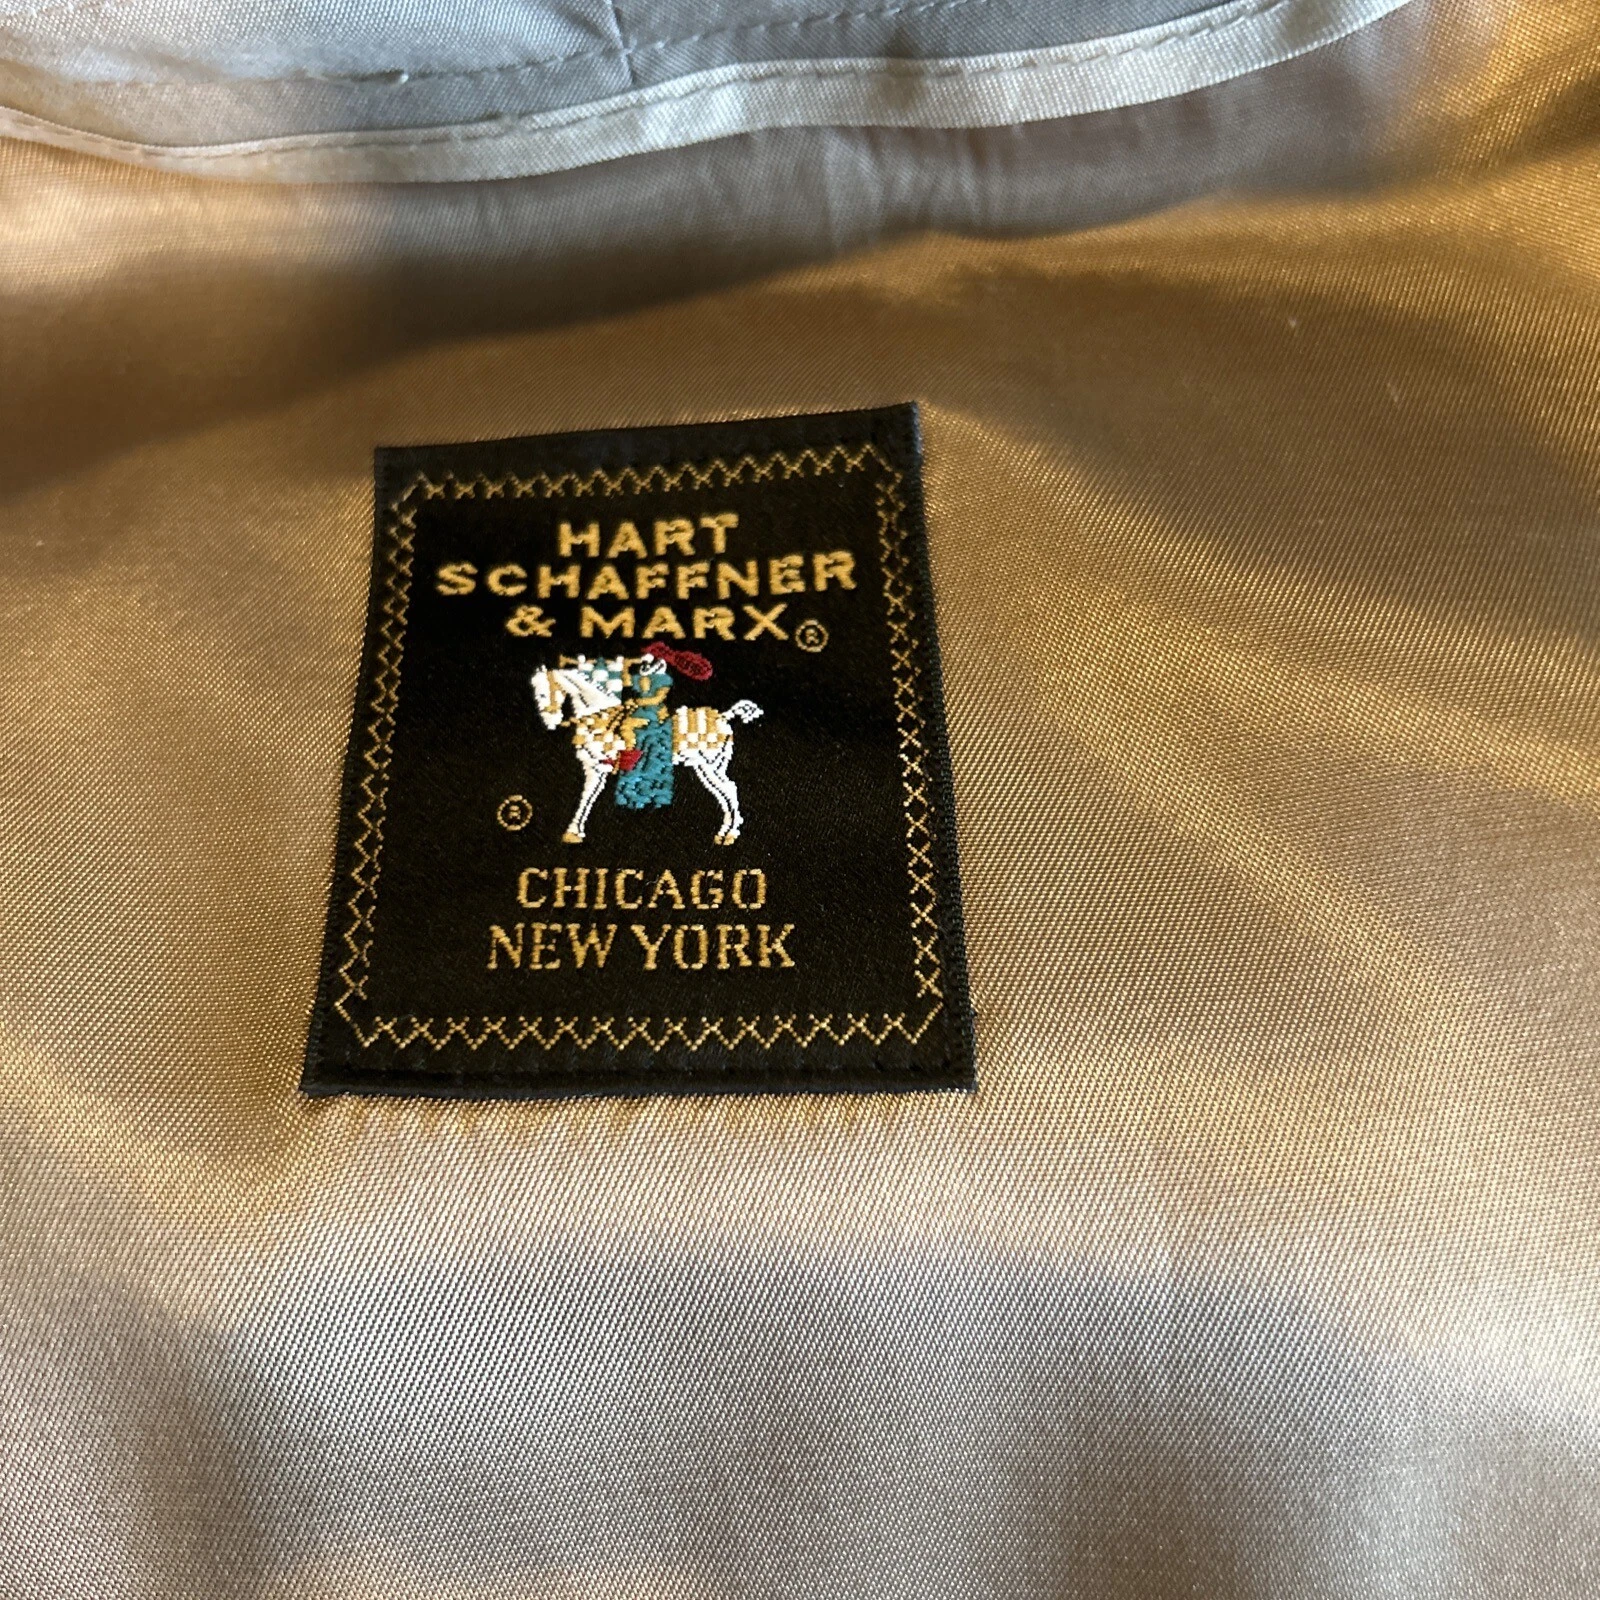 HART
SCHAFFNER
& MARX®
®
CHICAGO
NEW YORK